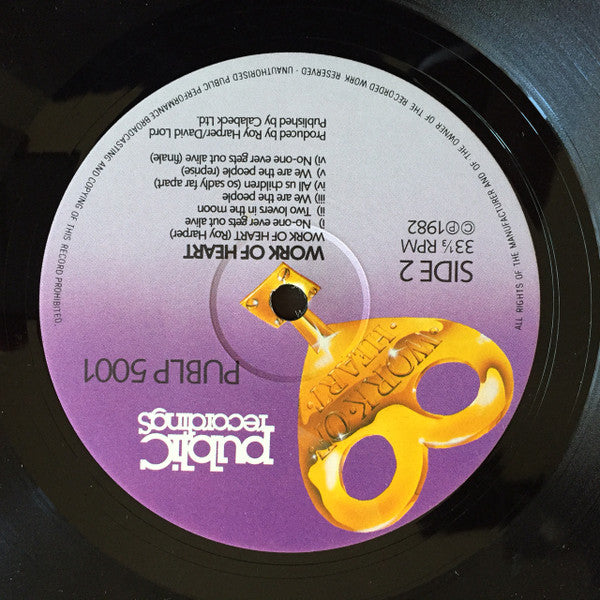 public
recordings
PUBLP 5001
WORK OF
HEART
SIDE 2
33⅓ RPM
©℗1982
WORK OF HEART
WORK OF HEART (Roy Harper)
i) No-one ever gets out alive
ii) Two lovers in the moon
iii) We are the people
iv) All us children (so sadly far apart)
v) We are the people (reprise)
vi) No-one ever gets out alive (finale)
Produced by Roy Harper/David Lord
Published by Calabeck Ltd.
ALL RIGHTS OF THE MANUFACTURER AND OF THE OWNER OF THE RECORDED WORK RESERVED - UNAUTHORISED PUBLIC PERFORMANCE BROADCASTING AND COPYING OF THIS RECORD PROHIBITED.